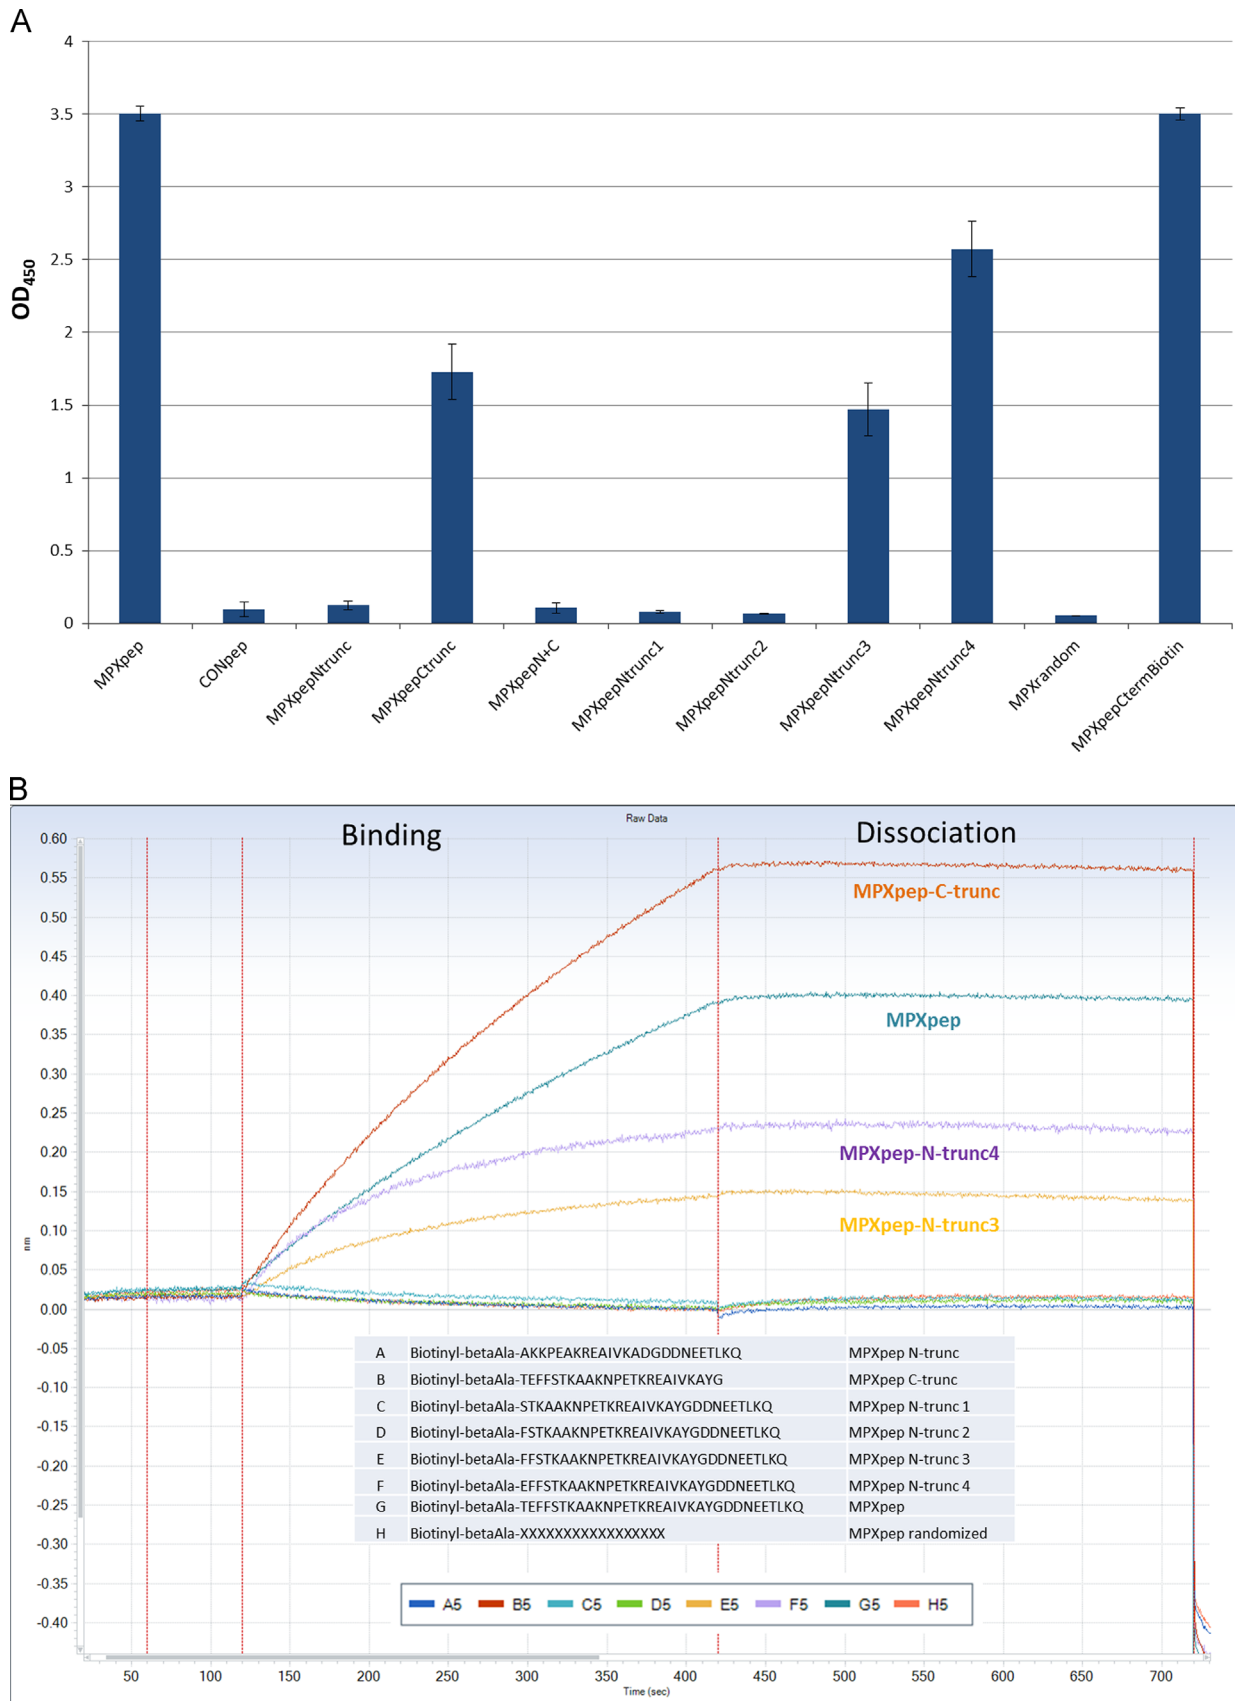 A
4
3.5
3
2.5
2
1.5
1
0.5
0
OD450
MPXpep
CONpep
MPXpepNtrunc
MPXpepCtrunc
MPXpepN+C
MPXpepNtrunc1
MPXpepNtrunc2
MPXpepNtrunc3
MPXpepNtrunc4
MPXrandom
MPXpepCtermBiotin
B
Raw Data
Binding
Dissociation
0.60
0.55
0.50
0.45
0.40
0.35
0.30
0.25
0.20
0.15
0.10
0.05
0.00
-0.05
-0.10
-0.15
-0.20
-0.25
-0.30
-0.35
-0.40
nm
MPXpep-C-trunc
MPXpep
MPXpep-N-trunc4
MPXpep-N-trunc3
A Biotinyl-betaAla-AKKPEAKREAIVKADGDDNEETLKQ MPXpep N-trunc
B Biotinyl-betaAla-TEFFSTKAAKNPETKREAIVKAYG MPXpep C-trunc
C Biotinyl-betaAla-STKAAKNPETKREAIVKAYGDDNEETLKQ MPXpep N-trunc 1
D Biotinyl-betaAla-FSTKAAKNPETKREAIVKAYGDDNEETLKQ MPXpep N-trunc 2
E Biotinyl-betaAla-FFSTKAAKNPETKREAIVKAYGDDNEETLKQ MPXpep N-trunc 3
F Biotinyl-betaAla-EFFSTKAAKNPETKREAIVKAYGDDNEETLKQ MPXpep N-trunc 4
G Biotinyl-betaAla-TEFFSTKAAKNPETKREAIVKAYGDDNEETLKQ MPXpep
H Biotinyl-betaAla-XXXXXXXXXXXXXXXXX MPXpep randomized
A5 B5 C5 D5 E5 F5 G5 H5
50 100 150 200 250 300 350 400 450 500 550 600 650 700
Time (sec)